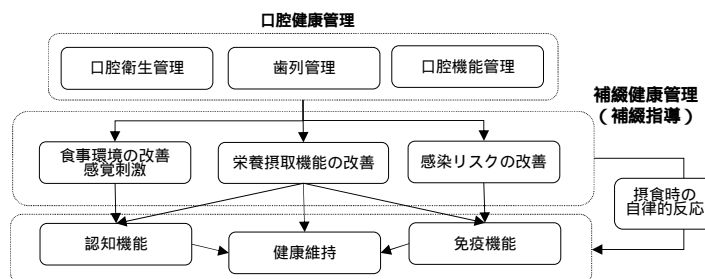 口腔健康管理
口腔衛生管理
歯列管理
口腔機能管理
補綴健康管理
（補綴指導）
食事環境の改善
感覚刺激
栄養摂取機能の改善
感染リスクの改善
摂食時の
自律的反応
認知機能
健康維持
免疫機能